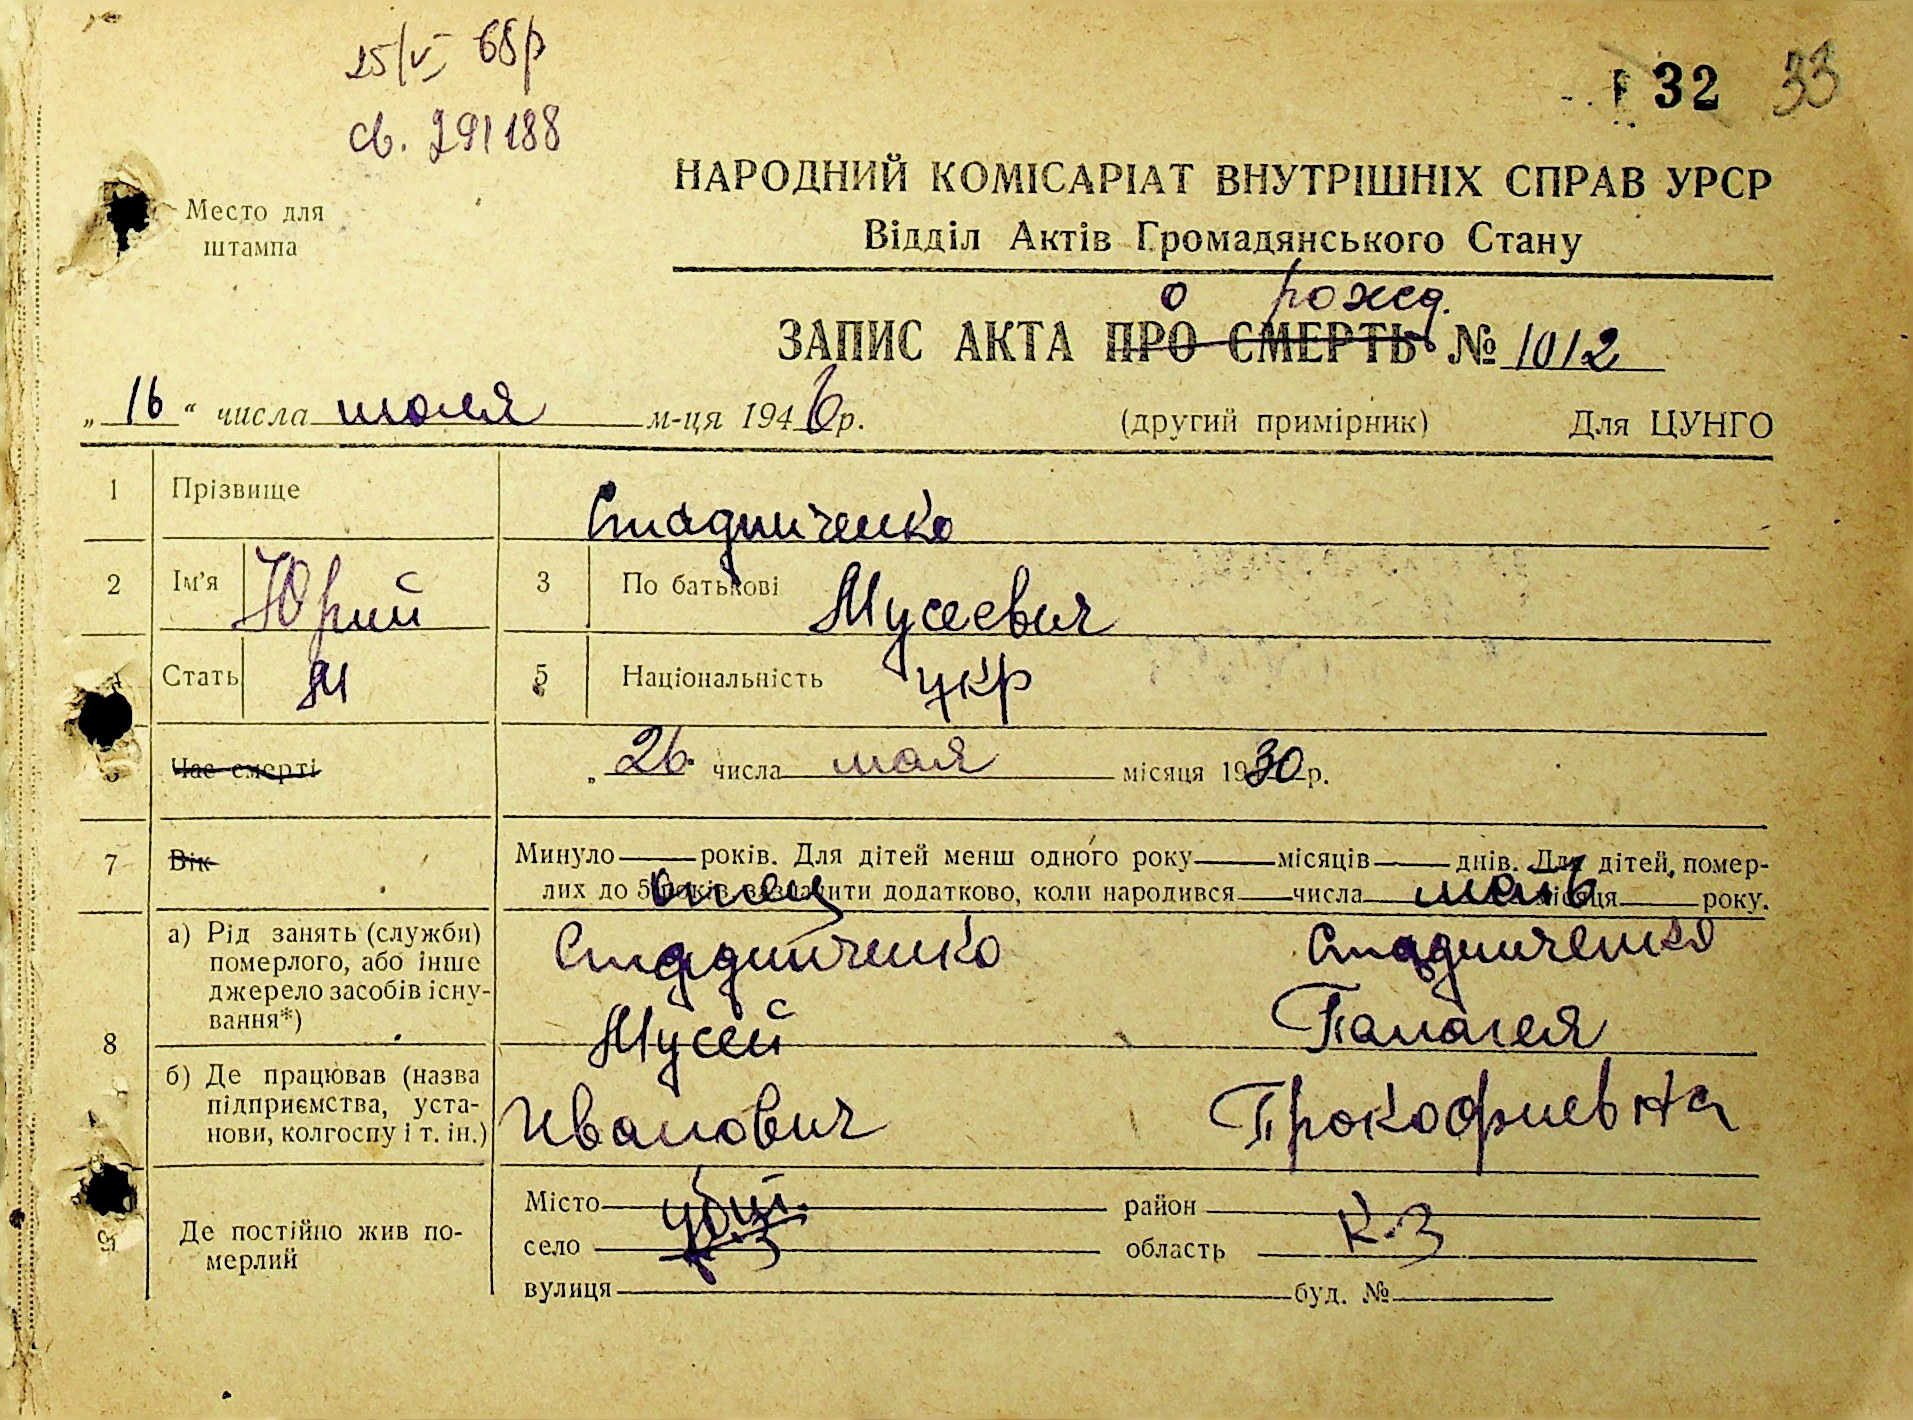 25/V 68р
св. 291188
32 33
Место для
штампа
НАРОДНИЙ КОМІСАРІАТ ВНУТРІШНІХ СПРАВ УРСР
Відділ Актів Громадянського Стану
о рожд.
ЗАПИС АКТА ПРО СМЕРТЬ № 1012
„ 16 “ числа июля м-ця 1946 р. (другий примірник) Для ЦУНГО
1 Прізвище Стадниченко
2 Ім’я Юрий 3 По батькові Мусеевич
Стать М 5 Національність укр
Час смерті „ 26 числа мая місяця 1930 р.
7 Вік Минуло років. Для дітей менш одного року місяців днів. Для дітей, помер-
лих до 5 років зазначити додатково, коли народився числа місяця року.
отец мать
8 а) Рід занять (служби) померлого, або інше джерело засобів існування*)
Стадниченко Стадниченко
Мусей Палагея
б) Де працював (назва підприємства, установи, колгоспу і т. ін.)
Иванович Прокофиевна
Де постійно жив по-
мерлий
Місто район
село область К-З
вулиця буд. №